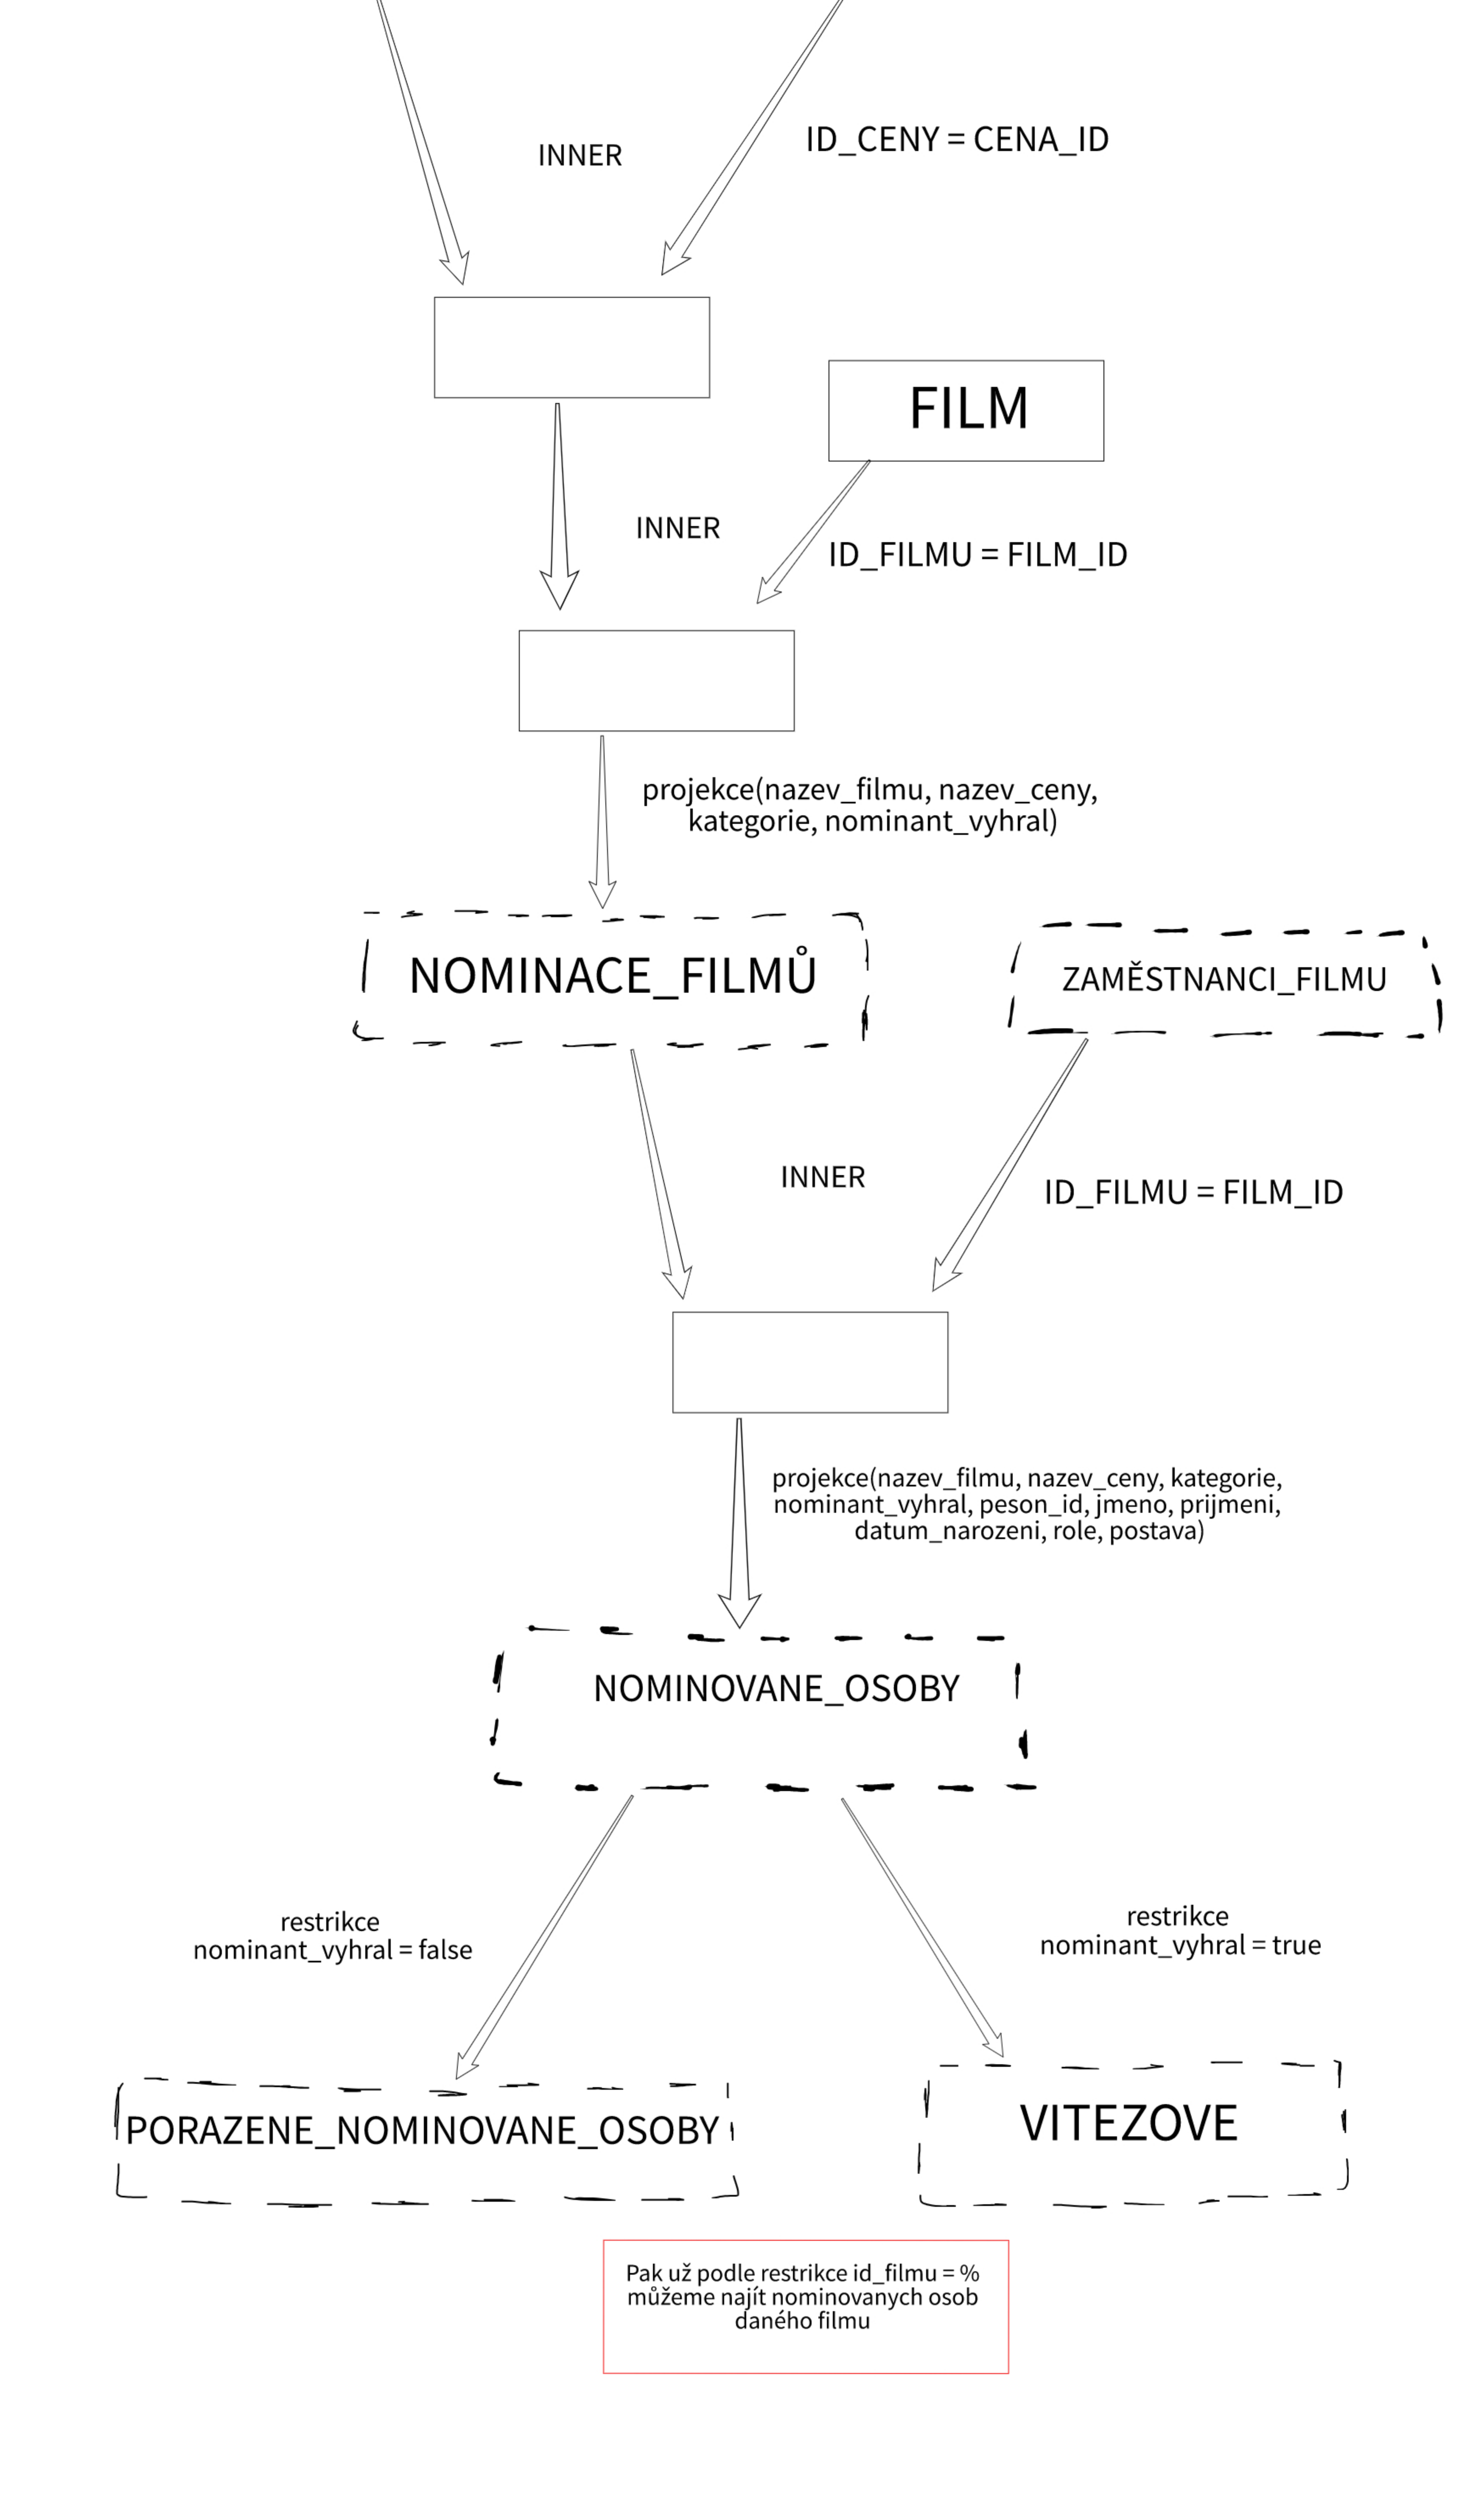 INNER
ID_CENY = CENA_ID
FILM
INNER
ID_FILMU = FILM_ID
projekce(nazev_filmu, nazev_ceny,
kategorie, nominant_vyhral)
NOMINACE_FILMŮ
ZAMĚSTNANCI_FILMU
INNER
ID_FILMU = FILM_ID
projekce(nazev_filmu, nazev_ceny, kategorie,
nominant_vyhral, peson_id, jmeno, prijmeni,
datum_narozeni, role, postava)
NOMINOVANE_OSOBY
restrikce
nominant_vyhral = false
restrikce
nominant_vyhral = true
PORAZENE_NOMINOVANE_OSOBY
VITEZOVE
Pak už podle restrikce id_filmu = %
můžeme najít nominovanych osob
daného filmu